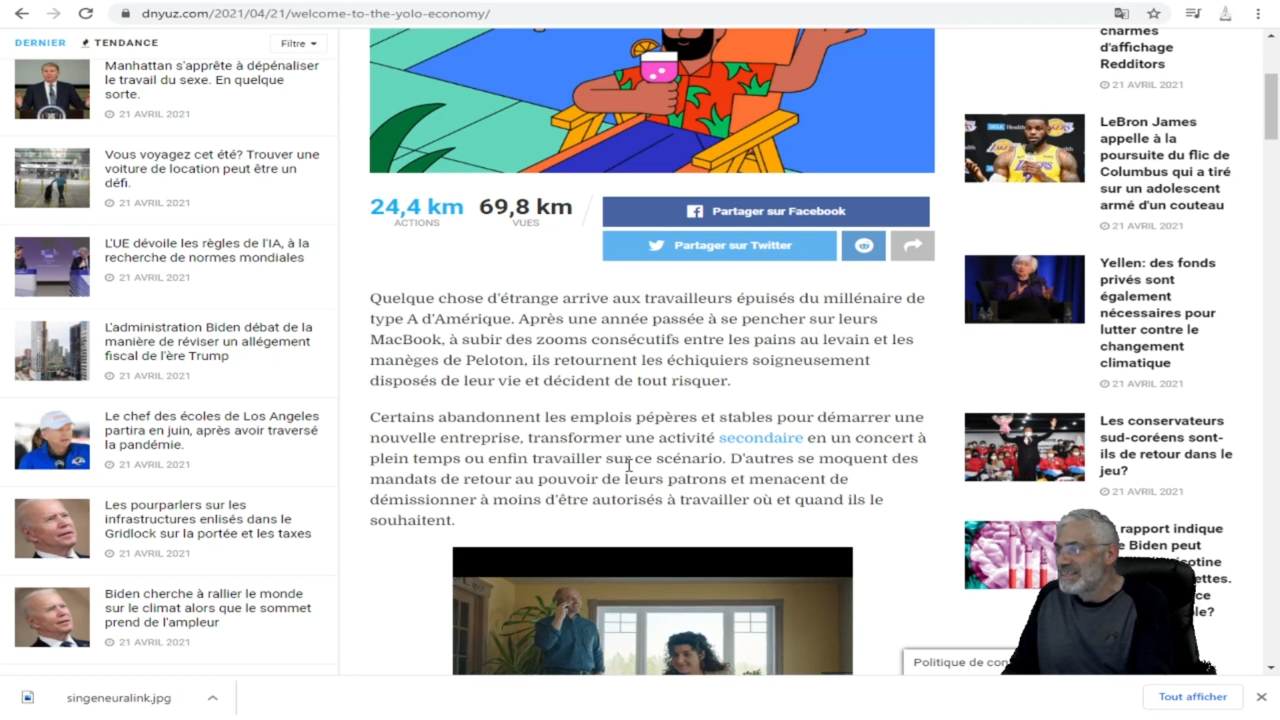 dnyuz.com/2021/04/21/welcome-to-the-yolo-economy/
DERNIER
TENDANCE
Filtre
Manhattan s'apprête à dépénaliser
le travail du sexe. En quelque
sorte.
21 AVRIL 2021
Vous voyagez cet été? Trouver une
voiture de location peut être un
défi.
21 AVRIL 2021
L'UE dévoile les règles de l'IA, à la
recherche de normes mondiales
21 AVRIL 2021
L'administration Biden débat de la
manière de réviser un allégement
fiscal de l'ère Trump
21 AVRIL 2021
Le chef des écoles de Los Angeles
partira en juin, après avoir traversé
la pandémie.
21 AVRIL 2021
Les pourparlers sur les
infrastructures enlisés dans le
Gridlock sur la portée et les taxes
21 AVRIL 2021
Biden cherche à rallier le monde
sur le climat alors que le sommet
prend de l'ampleur
21 AVRIL 2021
24,4 km
ACTIONS
69,8 km
VUES
Partager sur Facebook
Partager sur Twitter
Quelque chose d'étrange arrive aux travailleurs épuisés du millénaire de
type A d'Amérique. Après une année passée à se pencher sur leurs
MacBook, à subir des zooms consécutifs entre les pains au levain et les
manèges de Peloton, ils retournent les échiquiers soigneusement
disposés de leur vie et décident de tout risquer.
Certains abandonnent les emplois pépères et stables pour démarrer une
nouvelle entreprise, transformer une activité secondaire en un concert à
plein temps ou enfin travailler sur ce scénario. D'autres se moquent des
mandats de retour au pouvoir de leurs patrons et menacent de
démissionner à moins d'être autorisés à travailler où et quand ils le
souhaitent.
charmes
d'affichage
Redditors
21 AVRIL 2021
LeBron James
appelle à la
poursuite du flic de
Columbus qui a tiré
sur un adolescent
armé d'un couteau
21 AVRIL 2021
Yellen: des fonds
privés sont
également
nécessaires pour
lutter contre le
changement
climatique
21 AVRIL 2021
Les conservateurs
sud-coréens sont-
ils de retour dans le
jeu?
21 AVRIL 2021
rapport indique
Biden peut
Politique de con
singeneuralink.jpg
Tout afficher